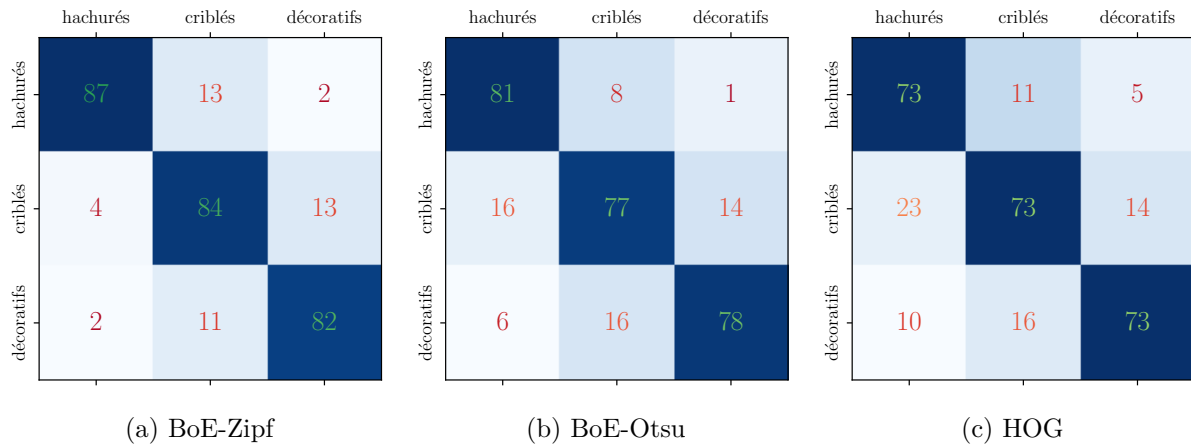 hachurés criblés décoratifs
hachurés 87 13 2
criblés 4 84 13
décoratifs 2 11 82
(a) BoE-Zipf
hachurés criblés décoratifs
hachurés 81 8 1
criblés 16 77 14
décoratifs 6 16 78
(b) BoE-Otsu
hachurés criblés décoratifs
hachurés 73 11 5
criblés 23 73 14
décoratifs 10 16 73
(c) HOG